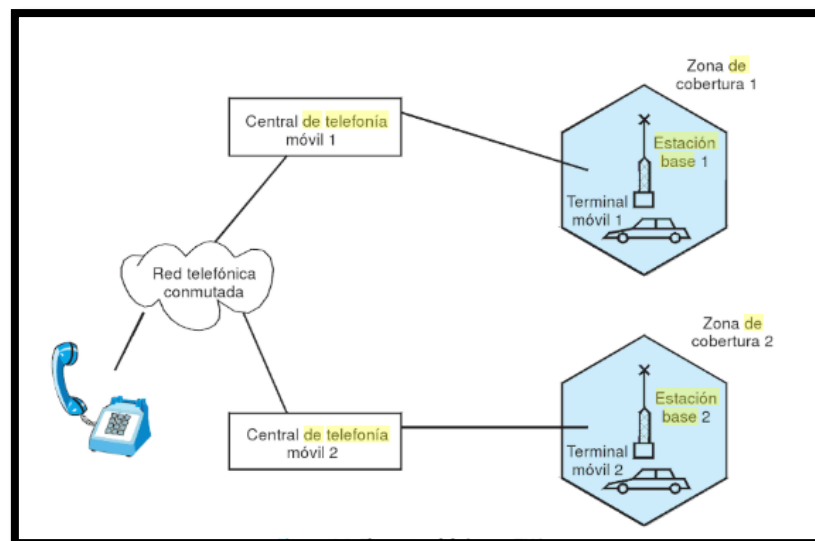 Zona de
cobertura 1
Central de telefonía
móvil 1
Estación
base 1
Terminal
móvil 1
Red telefónica
conmutada
Zona de
cobertura 2
Central de telefonía
móvil 2
Estación
base 2
Terminal
móvil 2